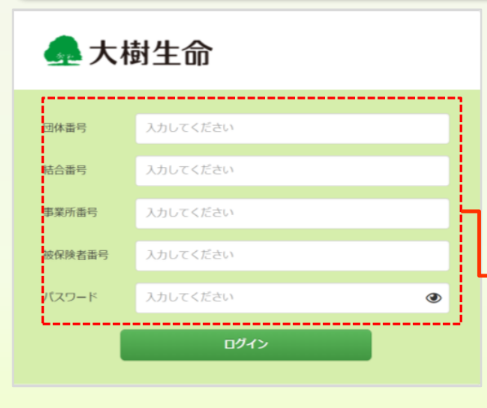 大樹生命
団体番号 入力してください
結合番号 入力してください
事業所番号 入力してください
被保険者番号 入力してください
パスワード 入力してください
ログイン